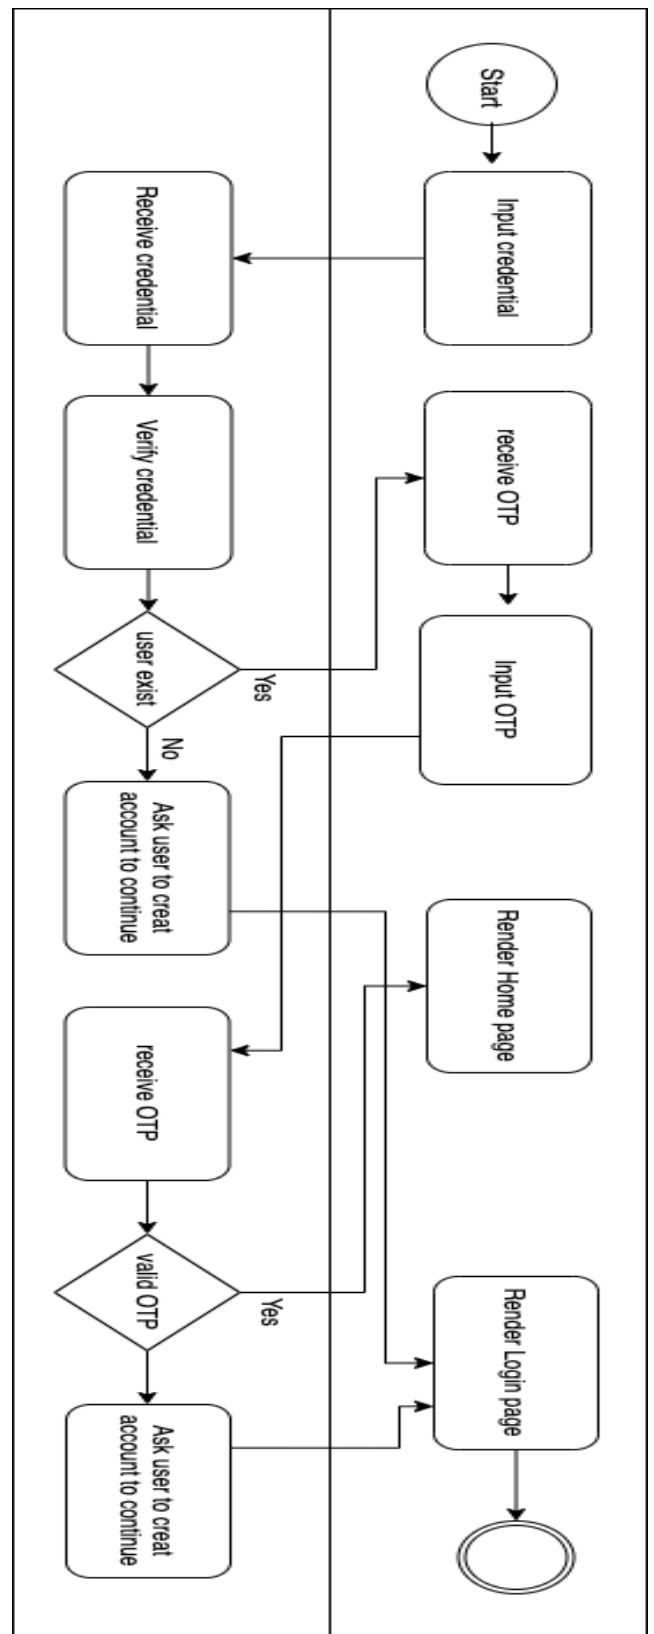 Start
Input credential
receive OTP
Input OTP
Render Home page
Render Login page
Receive credential
Verify credential
user exist
Yes
No
Ask user to creat
account to continue
receive OTP
valid OTP
Yes
Ask user to creat
account to continue